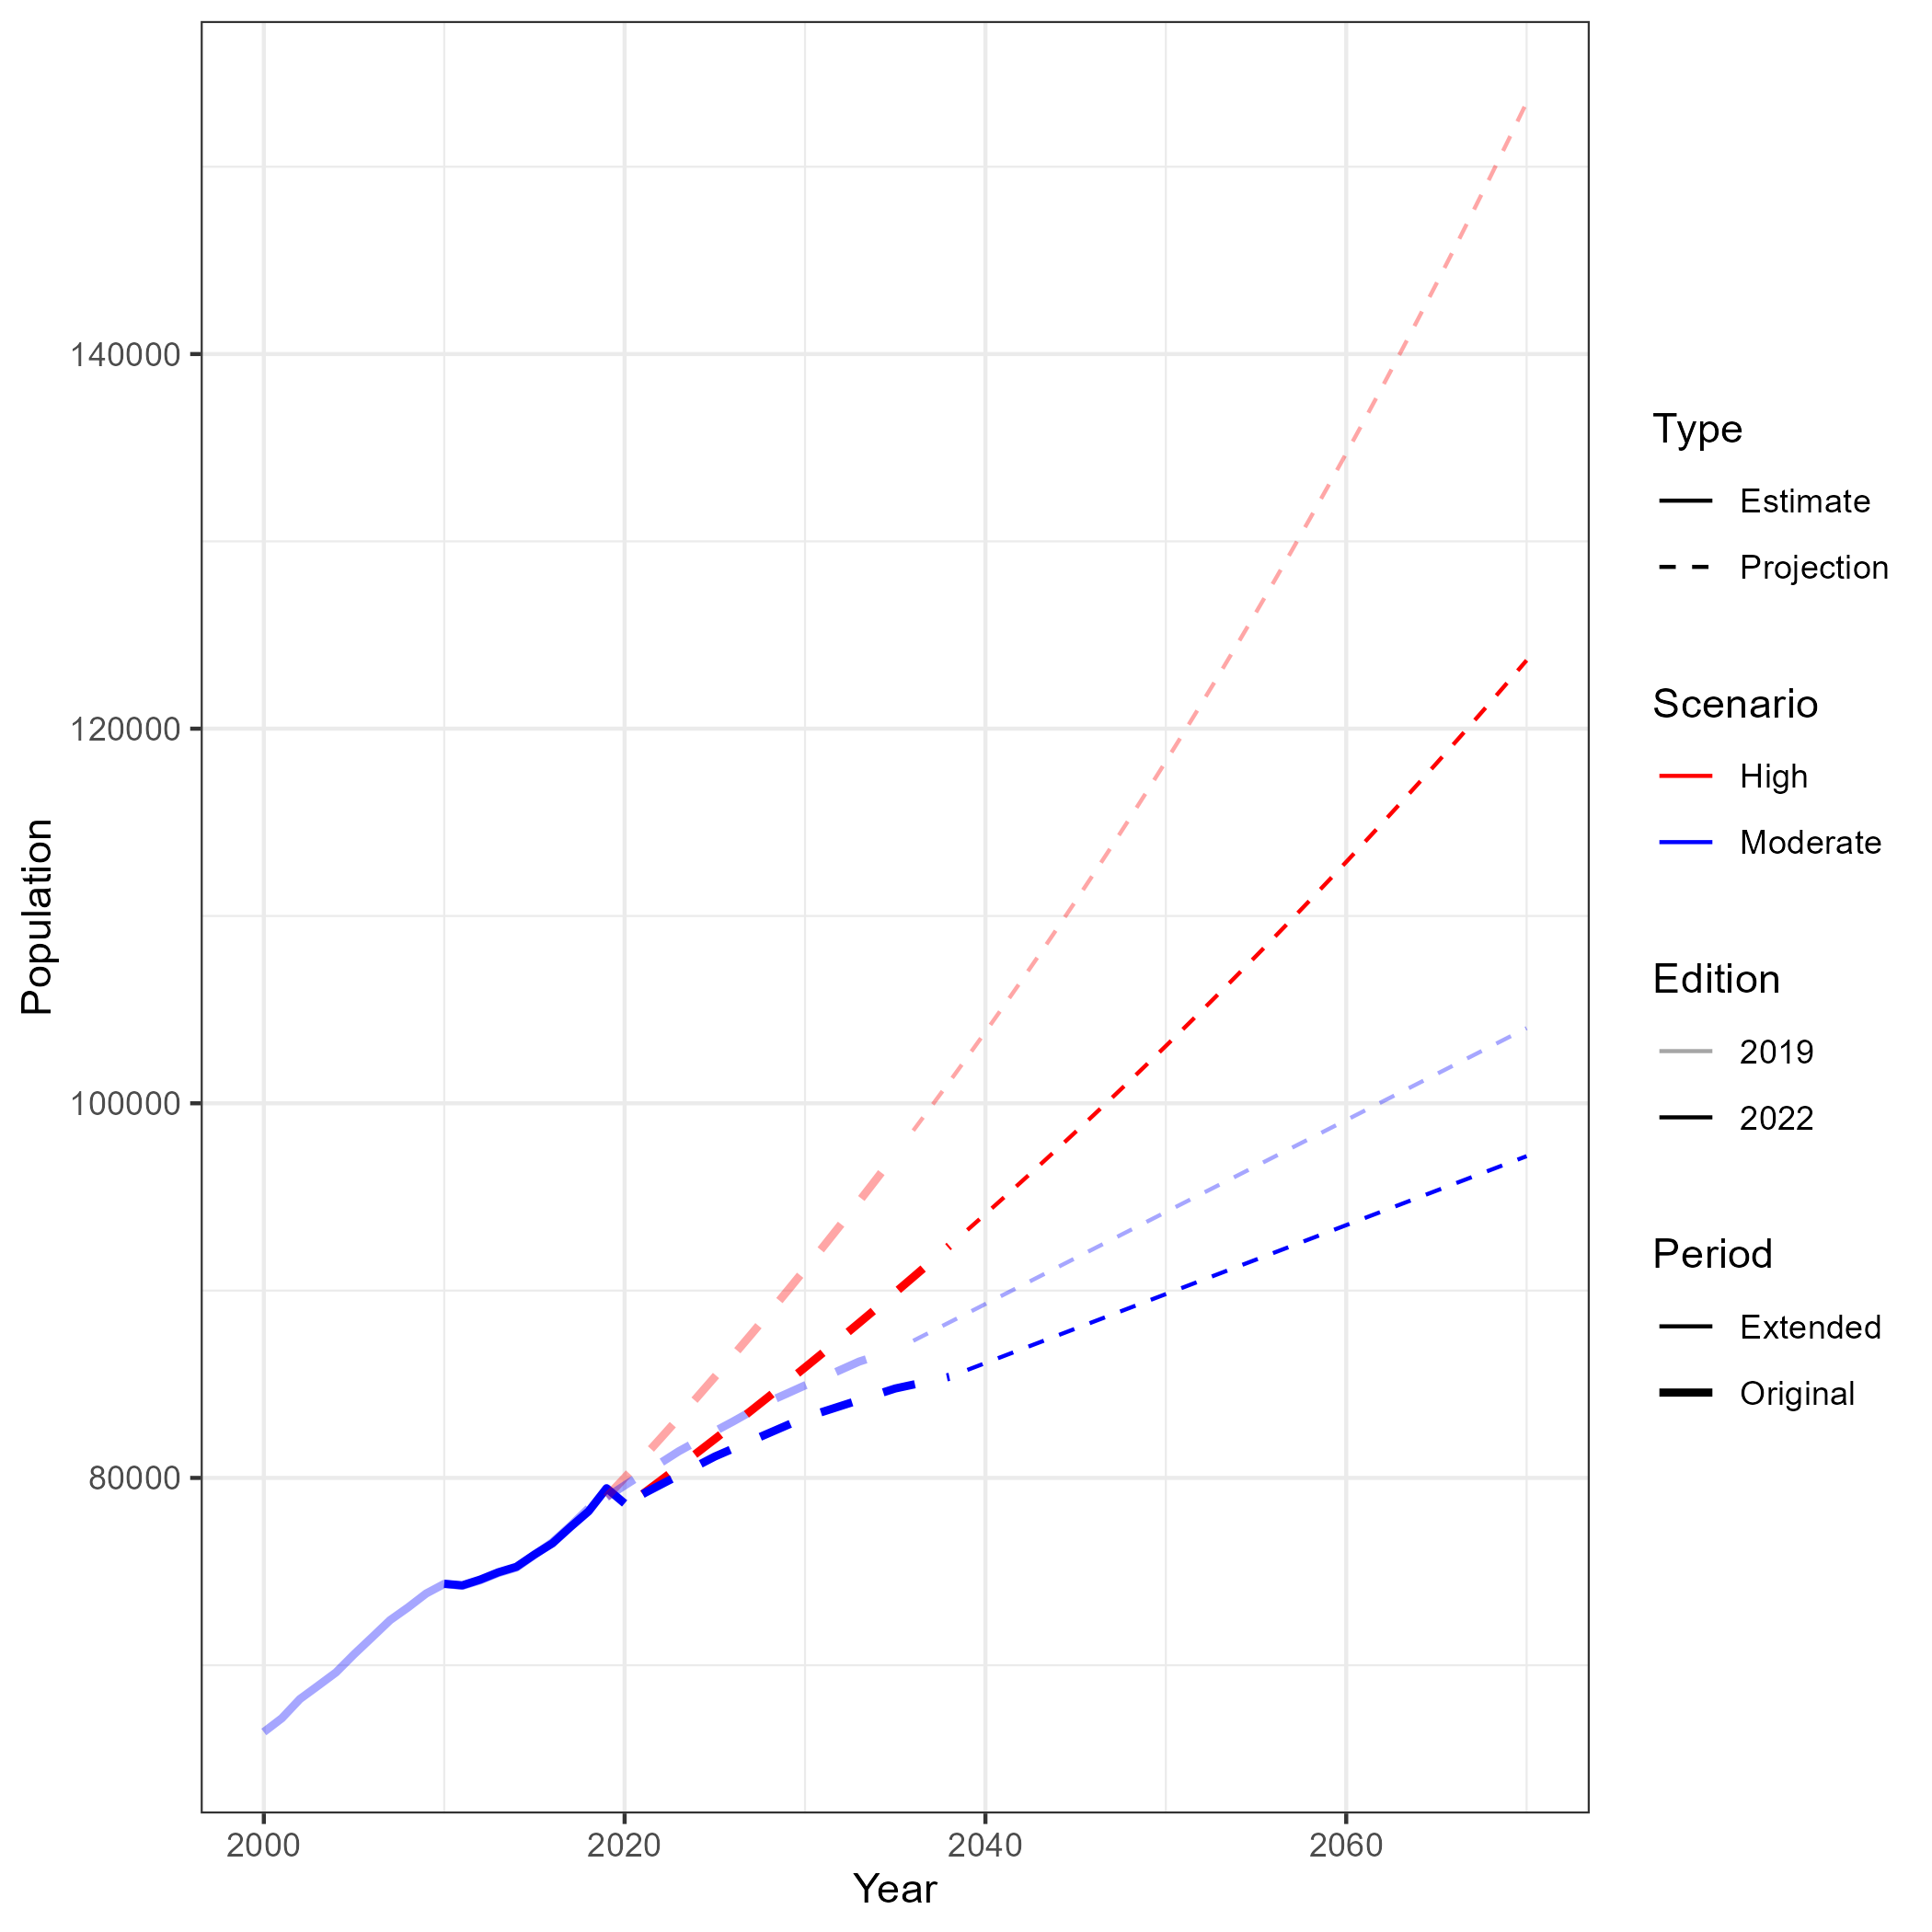 140000
120000
100000
80000
Population
2000
2020
2040
2060
Year
Type
Estimate
Projection
Scenario
High
Moderate
Edition
2019
2022
Period
Extended
Original